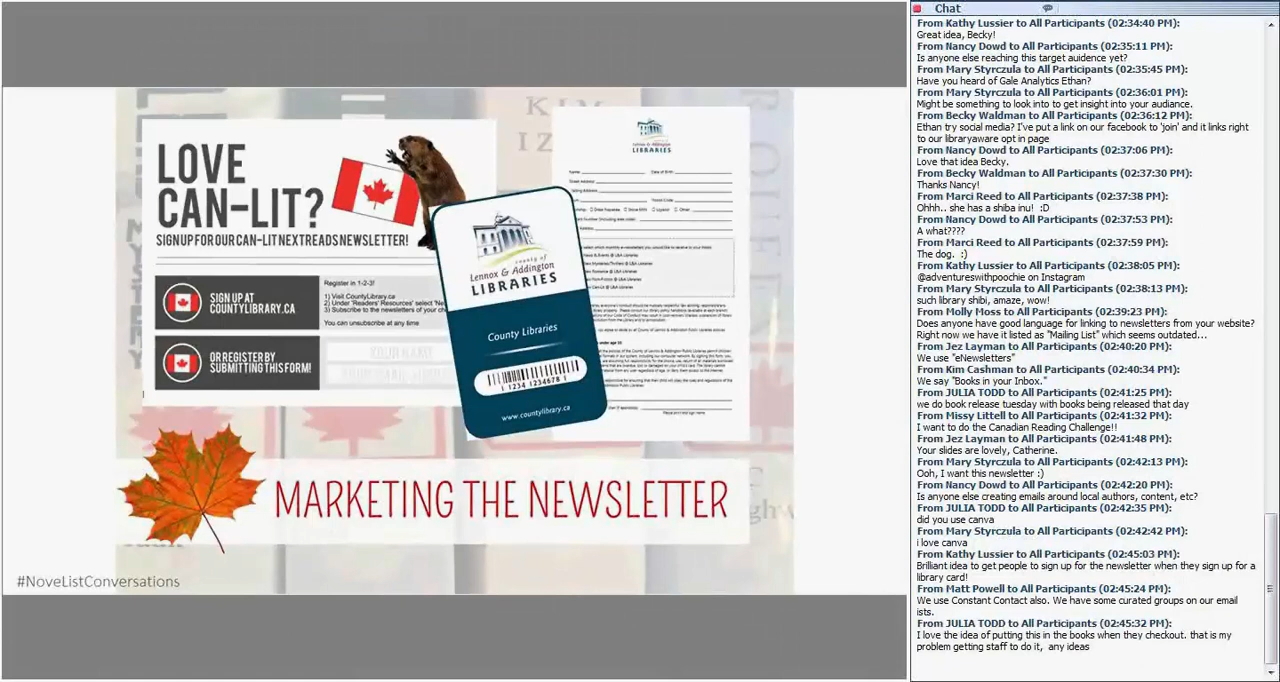 KIM
IZ
LOVE
CAN-LIT?
SIGN UP FOR OUR CAN-LIT NEXTREADS NEWSLETTER!
SIGN UP AT
COUNTYLIBRARY.CA
Register in 1-2-3!
1) Visit CountyLibrary.ca
2) Under 'Readers' Resources' select
3) Subscribe to the newsletters of your
You can unsubscribe at any time
OR REGISTER BY
SUBMITTING THIS FORM!
YOUR NAME
county of
Lennox & Addington
LIBRARIES
County Libraries
1 1234 12345678 1
www.countylibrary.ca
LIBRARIES
Name:
Date of Birth:
MARKETING THE NEWSLETTER
#NoveListConversations
Chat
From Kathy Lussier to All Participants (02:34:40 PM):
Great idea, Becky!
From Nancy Dowd to All Participants (02:35:11 PM):
Is anyone else reaching this target auidence yet?
From Mary Styrczula to All Participants (02:35:45 PM):
Have you heard of Gale Analytics Ethan?
From Mary Styrczula to All Participants (02:36:01 PM):
Might be something to look into to get insight into your audiance.
From Becky Waldman to All Participants (02:36:12 PM):
Ethan try social media? I've put a link on our facebook to 'join' and it links right
to our libraryaware opt in page
From Nancy Dowd to All Participants (02:37:06 PM):
Love that idea Becky.
From Becky Waldman to All Participants (02:37:30 PM):
Thanks Nancy!
From Marci Reed to All Participants (02:37:38 PM):
Ohhh.. she has a shiba inu! :D
From Nancy Dowd to All Participants (02:37:53 PM):
A what????
From Marci Reed to All Participants (02:37:59 PM):
The dog. :)
From Kathy Lussier to All Participants (02:38:05 PM):
@adventureswithpoochie on Instagram
From Mary Styrczula to All Participants (02:38:13 PM):
such library shibi, amaze, wow!
From Molly Moss to All Participants (02:39:23 PM):
Does anyone have good language for linking to newsletters from your website?
Right now we have it listed as "Mailing List" which seems outdated...
From Jez Layman to All Participants (02:40:20 PM):
We use "eNewsletters"
From Kim Cashman to All Participants (02:40:34 PM):
We say "Books in your Inbox."
From JULIA TODD to All Participants (02:41:25 PM):
we do book release tuesday with books being released that day
From Missy Littell to All Participants (02:41:32 PM):
I want to do the Canadian Reading Challenge!!
From Jez Layman to All Participants (02:41:48 PM):
Your slides are lovely, Catherine.
From Mary Styrczula to All Participants (02:42:13 PM):
Ooh, I want this newsletter :)
From Nancy Dowd to All Participants (02:42:20 PM):
Is anyone else creating emails around local authors, content, etc?
From JULIA TODD to All Participants (02:42:35 PM):
did you use canva
From Mary Styrczula to All Participants (02:42:42 PM):
i love canva
From Kathy Lussier to All Participants (02:45:03 PM):
Brilliant idea to get people to sign up for the newsletter when they sign up for a
library card!
From Matt Powell to All Participants (02:45:24 PM):
We use Constant Contact also. We have some curated groups on our email
ists.
From JULIA TODD to All Participants (02:45:32 PM):
I love the idea of putting this in the books when they checkout. that is my
problem getting staff to do it, any ideas